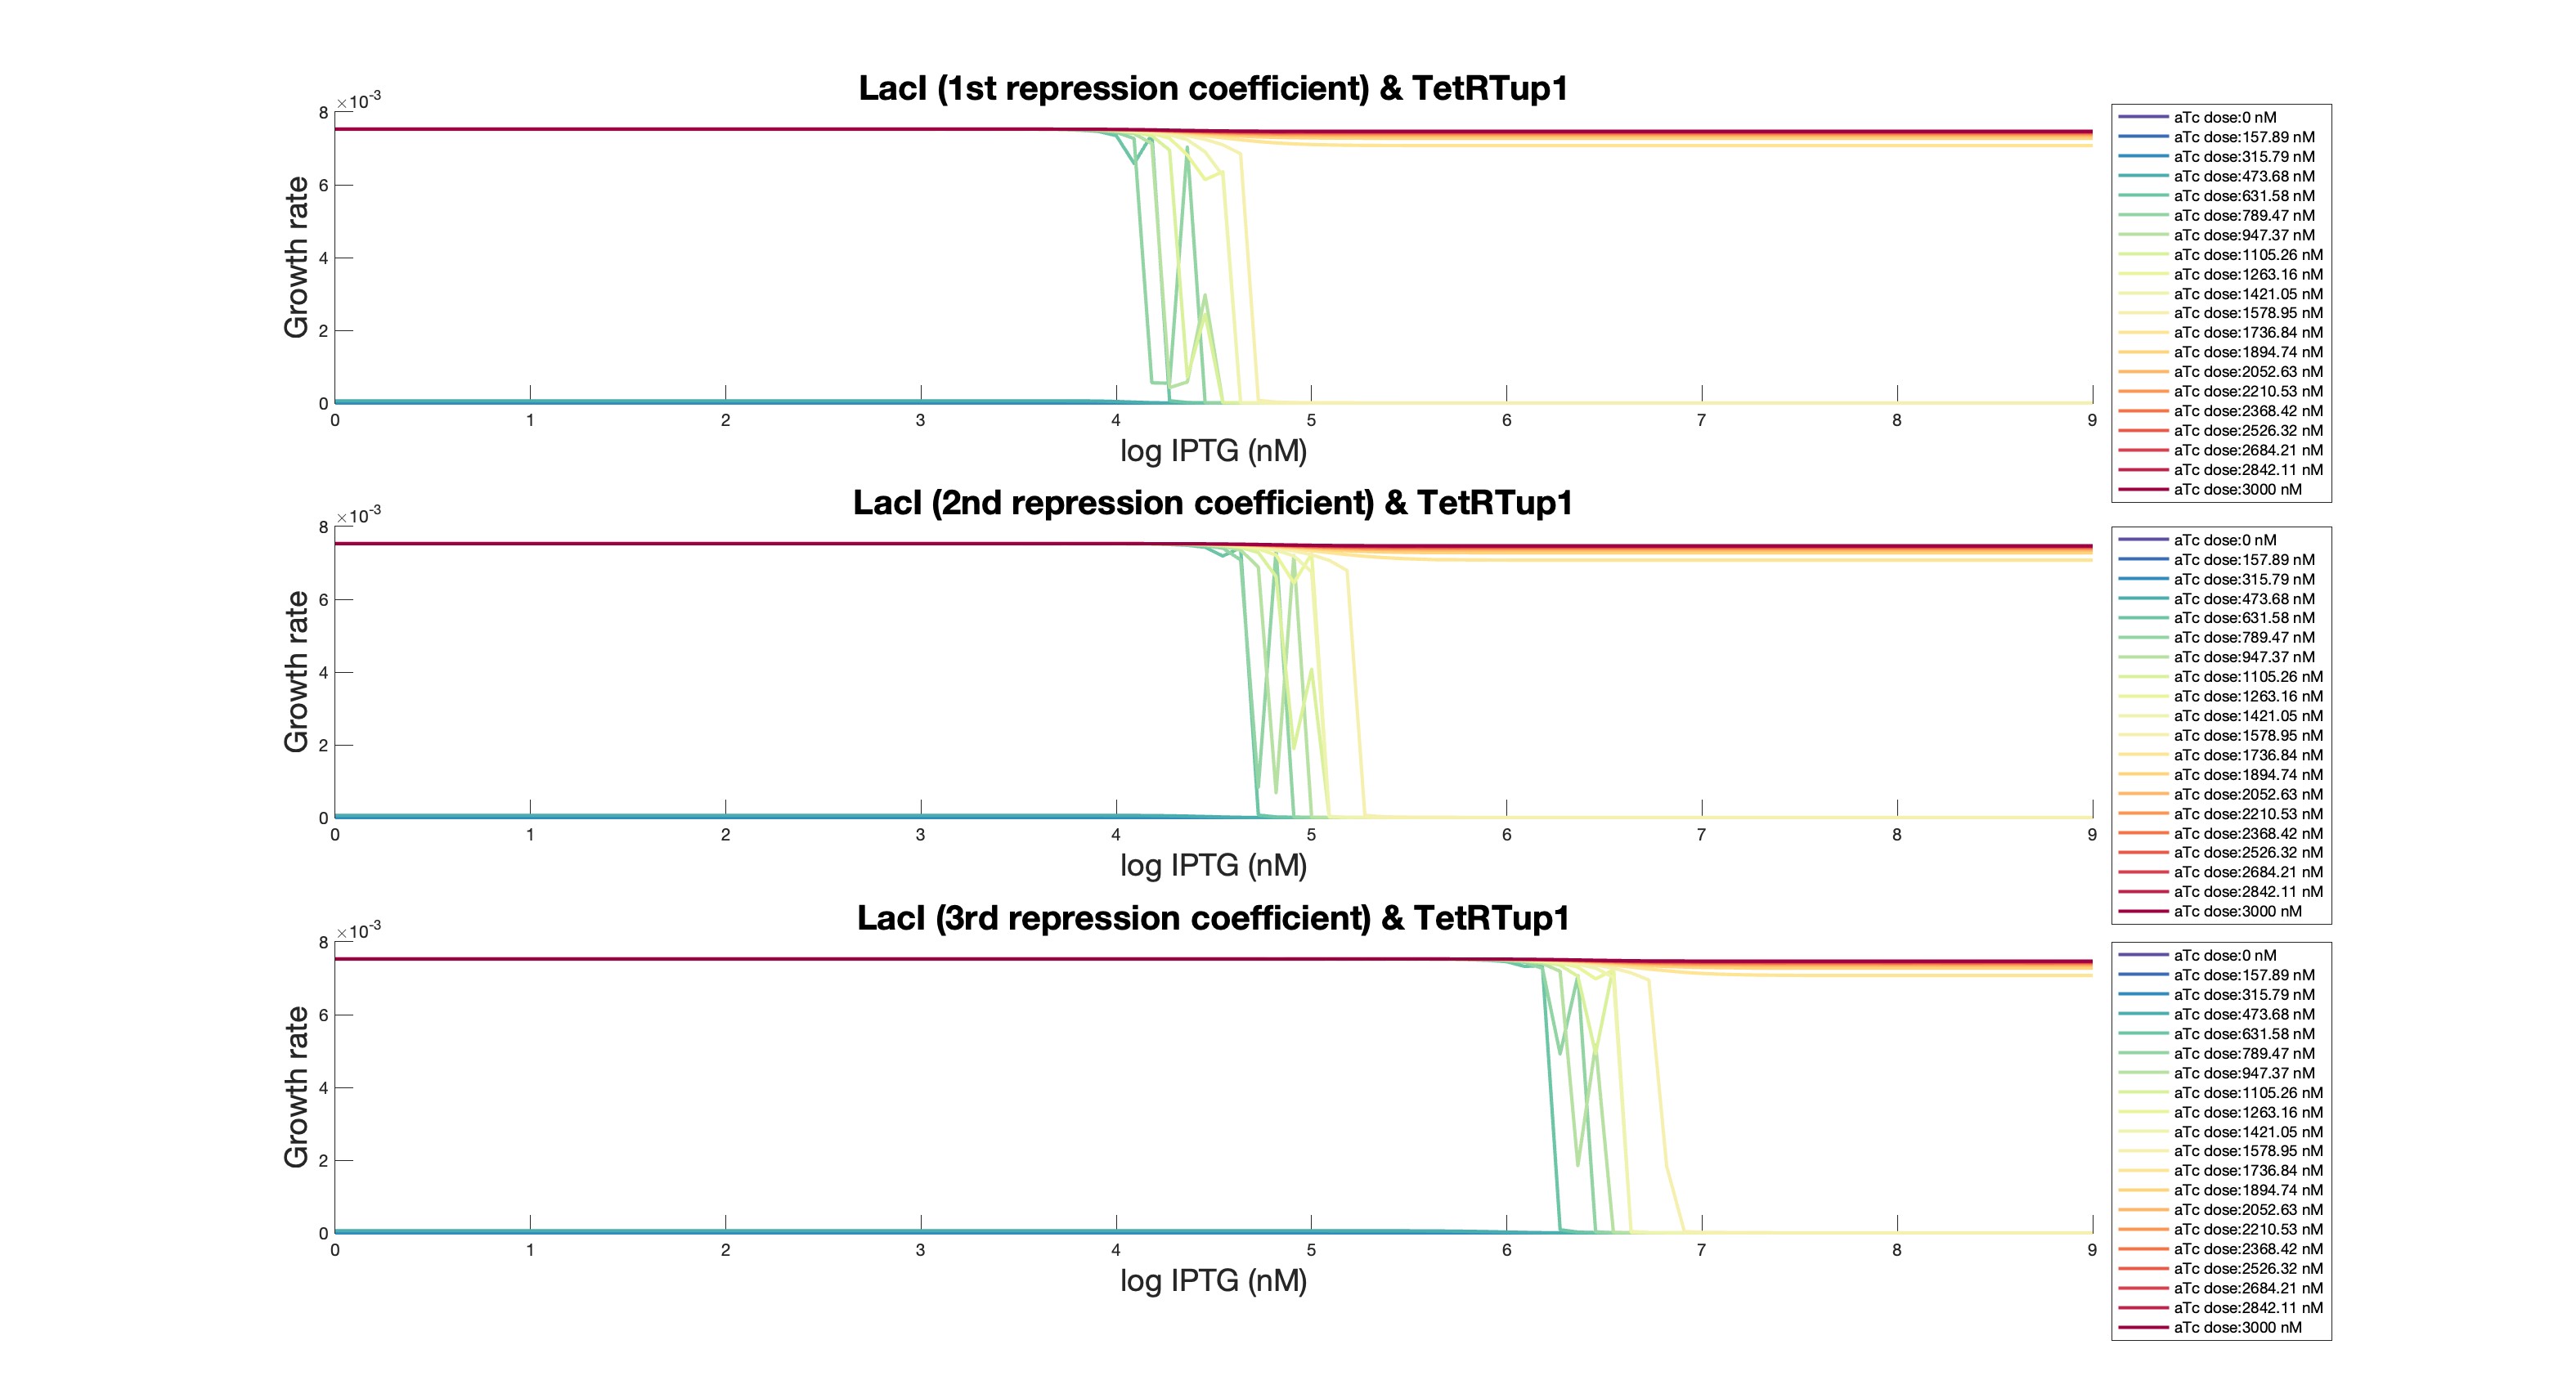 LacI (1st repression coefficient) & TetRTup1
×10-3
8
6
4
2
0
Growth rate
0 1 2 3 4 5 6 7 8 9
log IPTG (nM)
aTc dose:0 nM
aTc dose:157.89 nM
aTc dose:315.79 nM
aTc dose:473.68 nM
aTc dose:631.58 nM
aTc dose:789.47 nM
aTc dose:947.37 nM
aTc dose:1105.26 nM
aTc dose:1263.16 nM
aTc dose:1421.05 nM
aTc dose:1578.95 nM
aTc dose:1736.84 nM
aTc dose:1894.74 nM
aTc dose:2052.63 nM
aTc dose:2210.53 nM
aTc dose:2368.42 nM
aTc dose:2526.32 nM
aTc dose:2684.21 nM
aTc dose:2842.11 nM
aTc dose:3000 nM
LacI (2nd repression coefficient) & TetRTup1
×10-3
8
6
4
2
0
Growth rate
0 1 2 3 4 5 6 7 8 9
log IPTG (nM)
aTc dose:0 nM
aTc dose:157.89 nM
aTc dose:315.79 nM
aTc dose:473.68 nM
aTc dose:631.58 nM
aTc dose:789.47 nM
aTc dose:947.37 nM
aTc dose:1105.26 nM
aTc dose:1263.16 nM
aTc dose:1421.05 nM
aTc dose:1578.95 nM
aTc dose:1736.84 nM
aTc dose:1894.74 nM
aTc dose:2052.63 nM
aTc dose:2210.53 nM
aTc dose:2368.42 nM
aTc dose:2526.32 nM
aTc dose:2684.21 nM
aTc dose:2842.11 nM
aTc dose:3000 nM
LacI (3rd repression coefficient) & TetRTup1
×10-3
8
6
4
2
0
Growth rate
0 1 2 3 4 5 6 7 8 9
log IPTG (nM)
aTc dose:0 nM
aTc dose:157.89 nM
aTc dose:315.79 nM
aTc dose:473.68 nM
aTc dose:631.58 nM
aTc dose:789.47 nM
aTc dose:947.37 nM
aTc dose:1105.26 nM
aTc dose:1263.16 nM
aTc dose:1421.05 nM
aTc dose:1578.95 nM
aTc dose:1736.84 nM
aTc dose:1894.74 nM
aTc dose:2052.63 nM
aTc dose:2210.53 nM
aTc dose:2368.42 nM
aTc dose:2526.32 nM
aTc dose:2684.21 nM
aTc dose:2842.11 nM
aTc dose:3000 nM